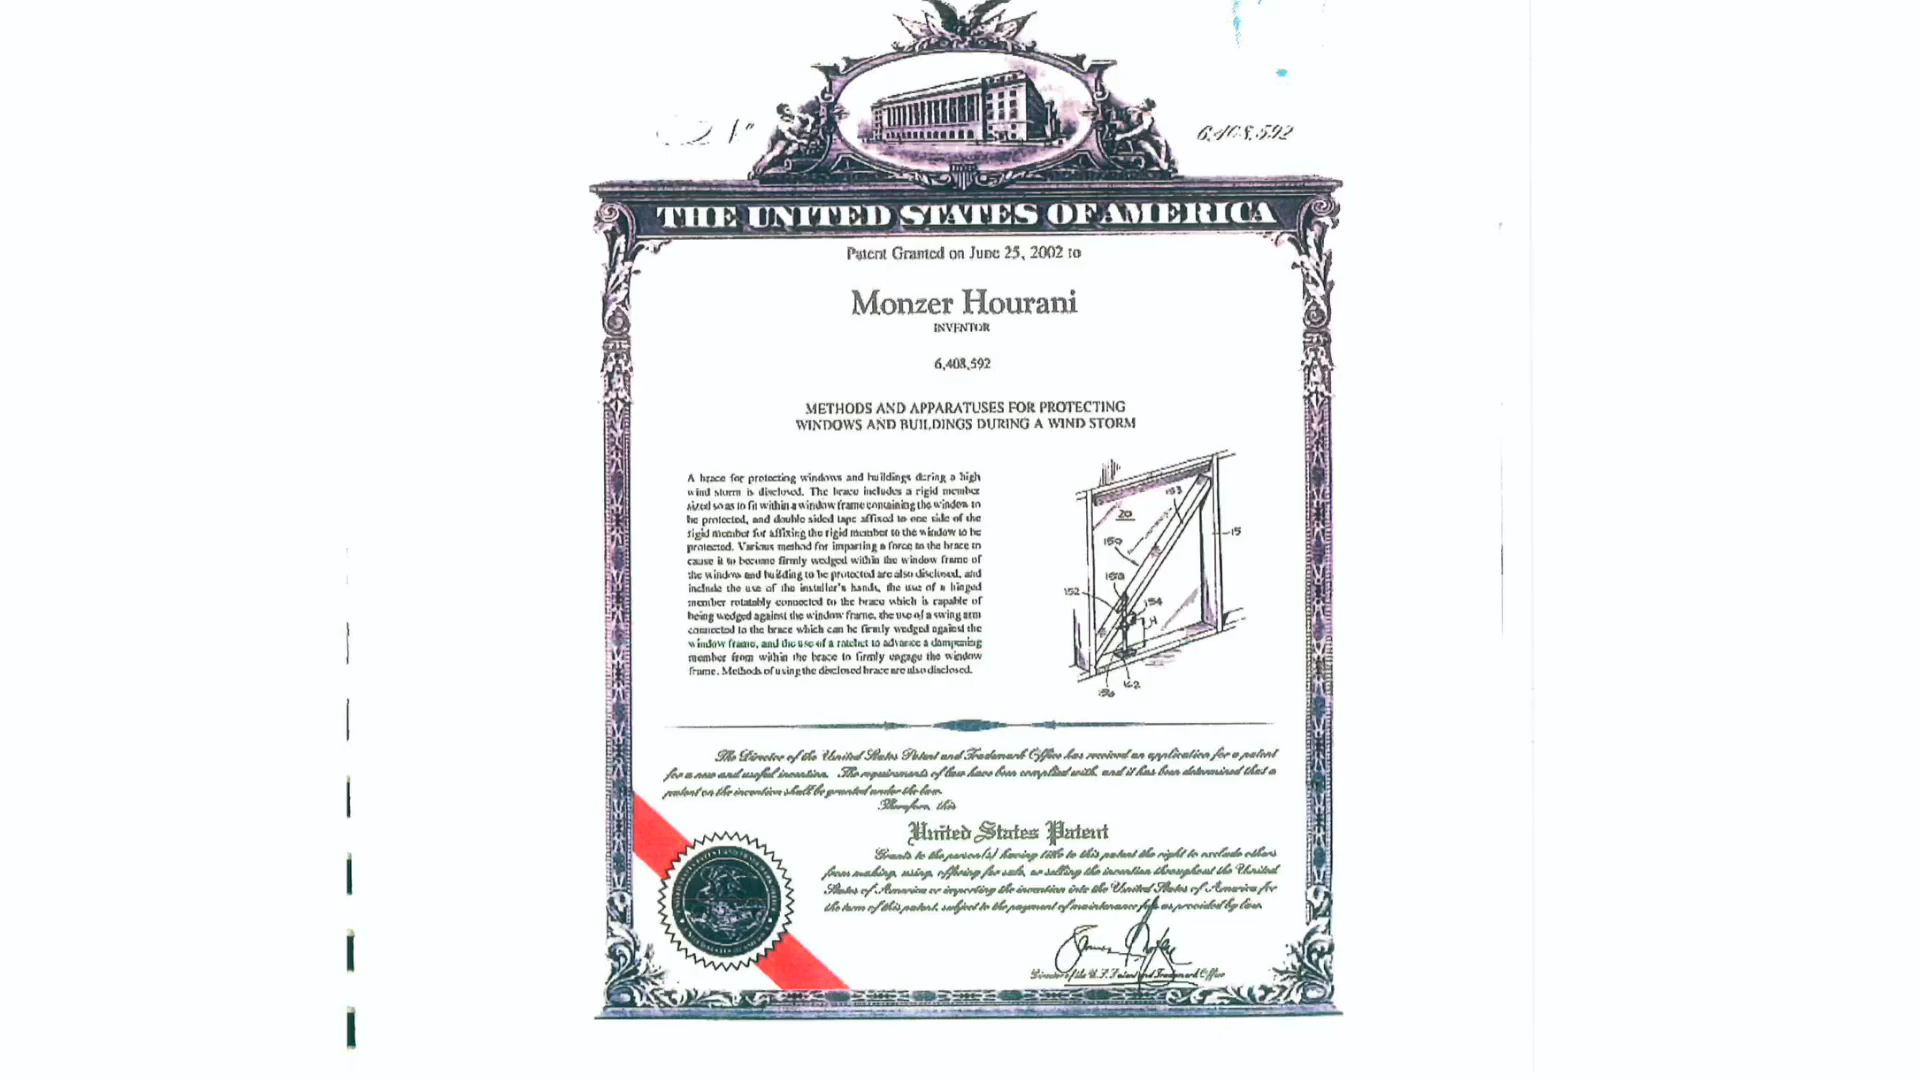 N°
6,408,592
THE UNITED STATES OF AMERICA
Patent Granted on June 25, 2002 to
Monzer Hourani
INVENTOR
6,408,592
METHODS AND APPARATUSES FOR PROTECTING
WINDOWS AND BUILDINGS DURING A WIND STORM
A brace for protecting windows and buildings during a high
wind storm is disclosed. The brace includes a rigid member
sized so as to fit within a window frame containing the window to
be protected, and double sided tape affixed to one side of the
rigid member for affixing the rigid member to the window to be
protected. Various method for imparting a force to the brace to
cause it to become firmly wedged within the window frame of
the window and building to be protected are also disclosed, and
include the use of the installer's hands, the use of a hinged
member rotatably connected to the brace which is capable of
being wedged against the window frame, the use of a swing arm
connected to the brace which can be firmly wedged against the
window frame, and the use of a ratchet to advance a dampening
member from within the brace to firmly engage the window
frame. Methods of using the disclosed brace are also disclosed.
193
20
15
150
152
154
H
162
The Director of the United States Patent and Trademark Office has received an application for a patent
for a new and useful invention. The requirements of law have been complied with, and it has been determined that a
patent on the invention shall be granted under the law.
Therefore, this
United States Patent
Grants to the person(s) having title to this patent the right to exclude others
from making, using, offering for sale, or selling the invention throughout the United
States of America or importing the invention into the United States of America for
the term of this patent, subject to the payment of maintenance fees as provided by law.
Director of the U.S. Patent and Trademark Office